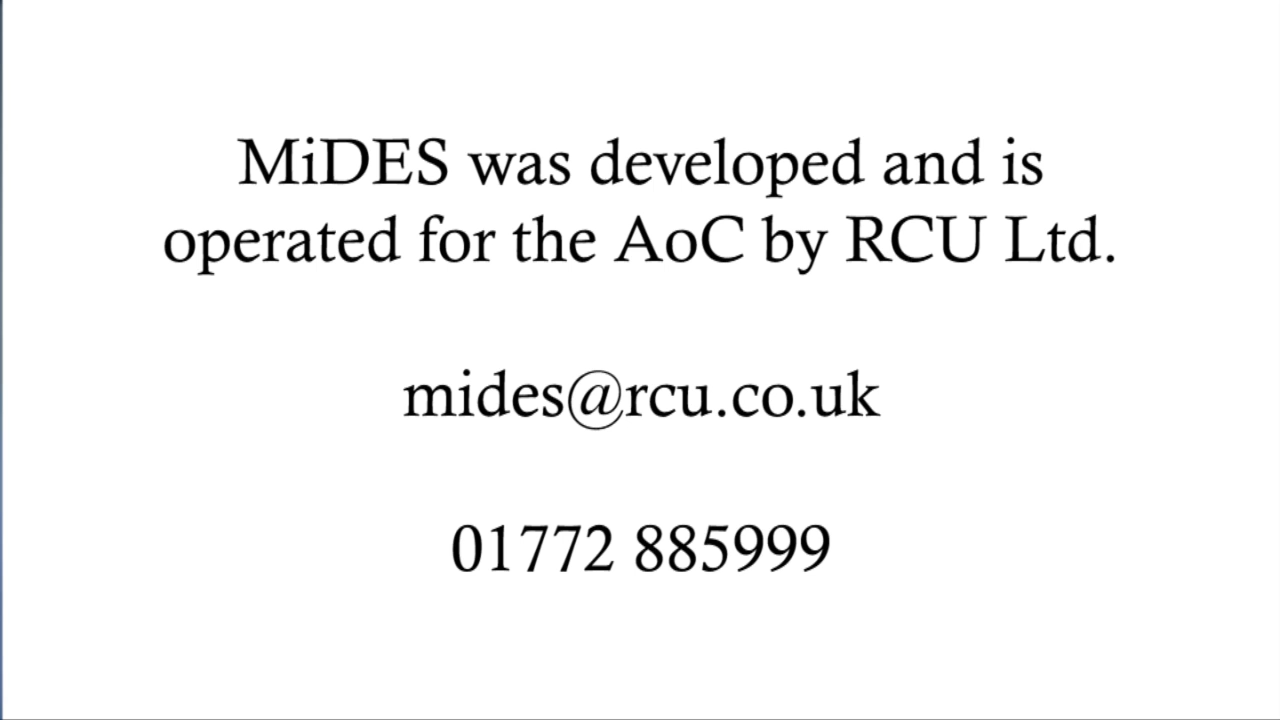 MiDES was developed and is
operated for the AoC by RCU Ltd.
mides@rcu.co.uk
01772 885999